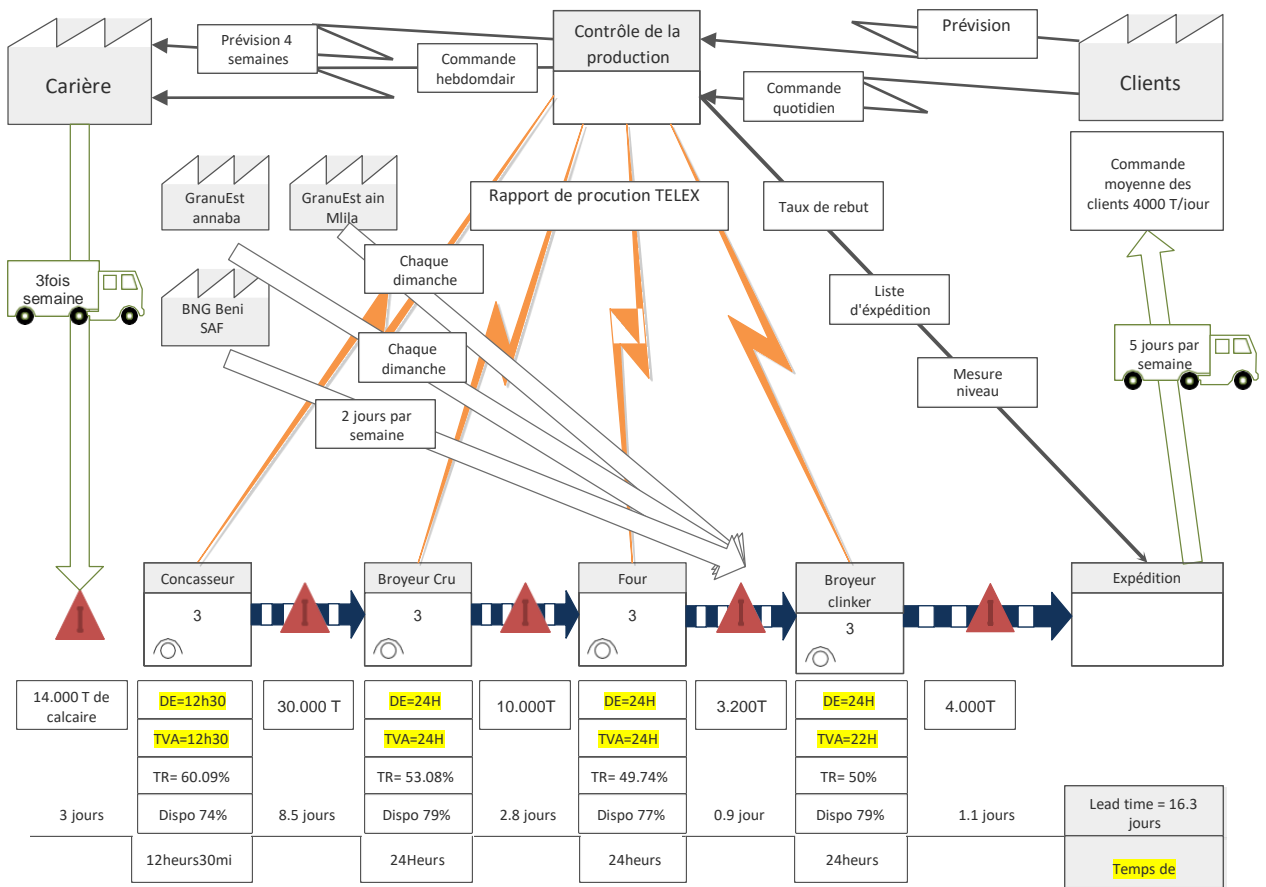 Carière
Prévision 4
semaines
Commande
hebdomdair
Contrôle de la
production
Prévision
Commande
quotidien
Clients
GranuEst
annaba
GranuEst ain
Mlila
BNG Beni
SAF
3fois
semaine
Rapport de procution TELEX
Chaque
dimanche
Chaque
dimanche
2 jours par
semaine
Taux de rebut
Liste
d'éxpédition
Mesure
niveau
Commande
moyenne des
clients 4000 T/jour
5 jours par
semaine
Concasseur
3
Broyeur Cru
3
Four
3
Broyeur
clinker
3
Expédition
14.000 T de
calcaire
DE=12h30
TVA=12h30
TR= 60.09%
Dispo 74%
30.000 T
DE=24H
TVA=24H
TR= 53.08%
Dispo 79%
10.000T
DE=24H
TVA=24H
TR= 49.74%
Dispo 77%
3.200T
DE=24H
TVA=22H
TR= 50%
Dispo 79%
4.000T
3 jours
8.5 jours
2.8 jours
0.9 jour
1.1 jours
Lead time = 16.3
jours
12heurs30mi
24Heurs
24heurs
24heurs
Temps de